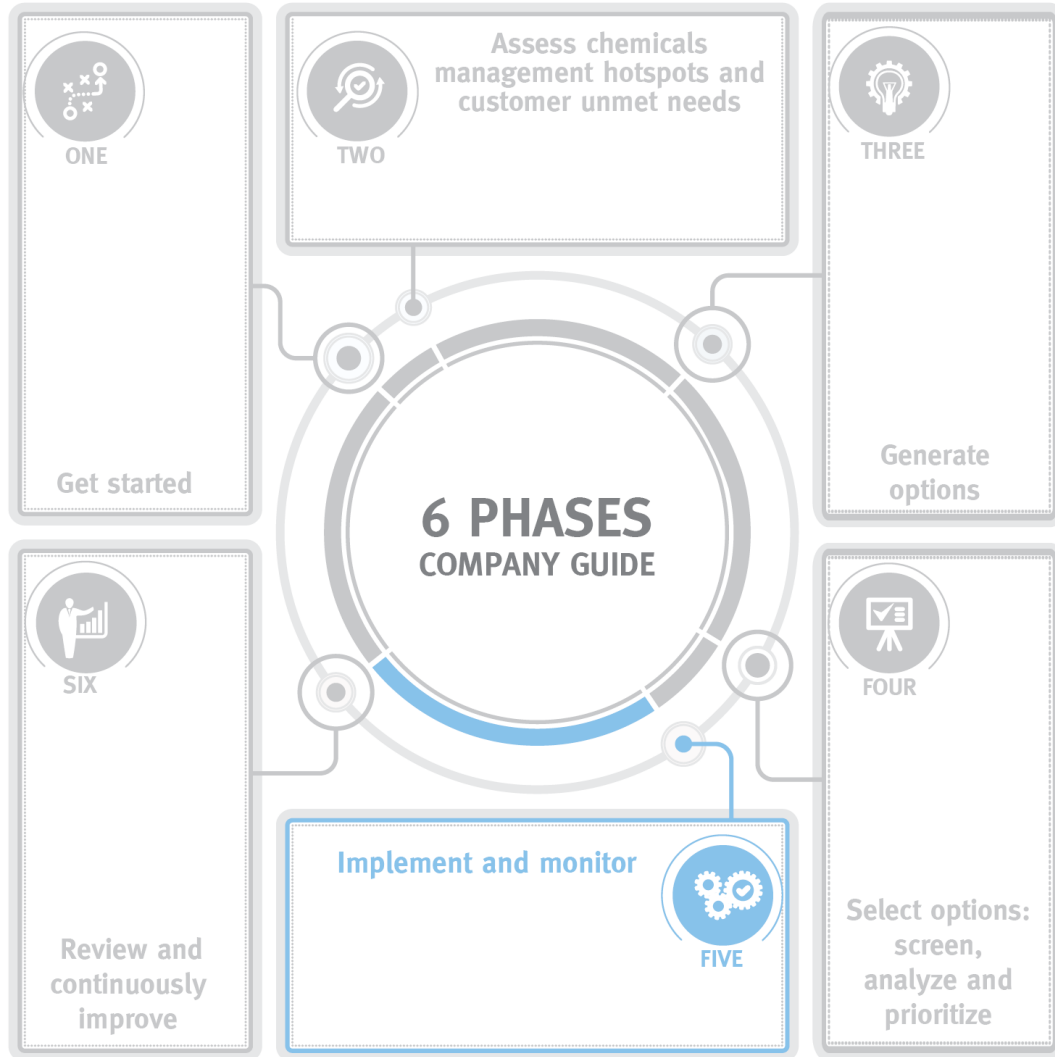 ONE
Get started
TWO
Assess chemicals
management hotspots and
customer unmet needs
THREE
Generate
options
6 PHASES
COMPANY GUIDE
FOUR
Select options:
screen,
analyze and
prioritize
FIVE
Implement and monitor
SIX
Review and
continuously
improve